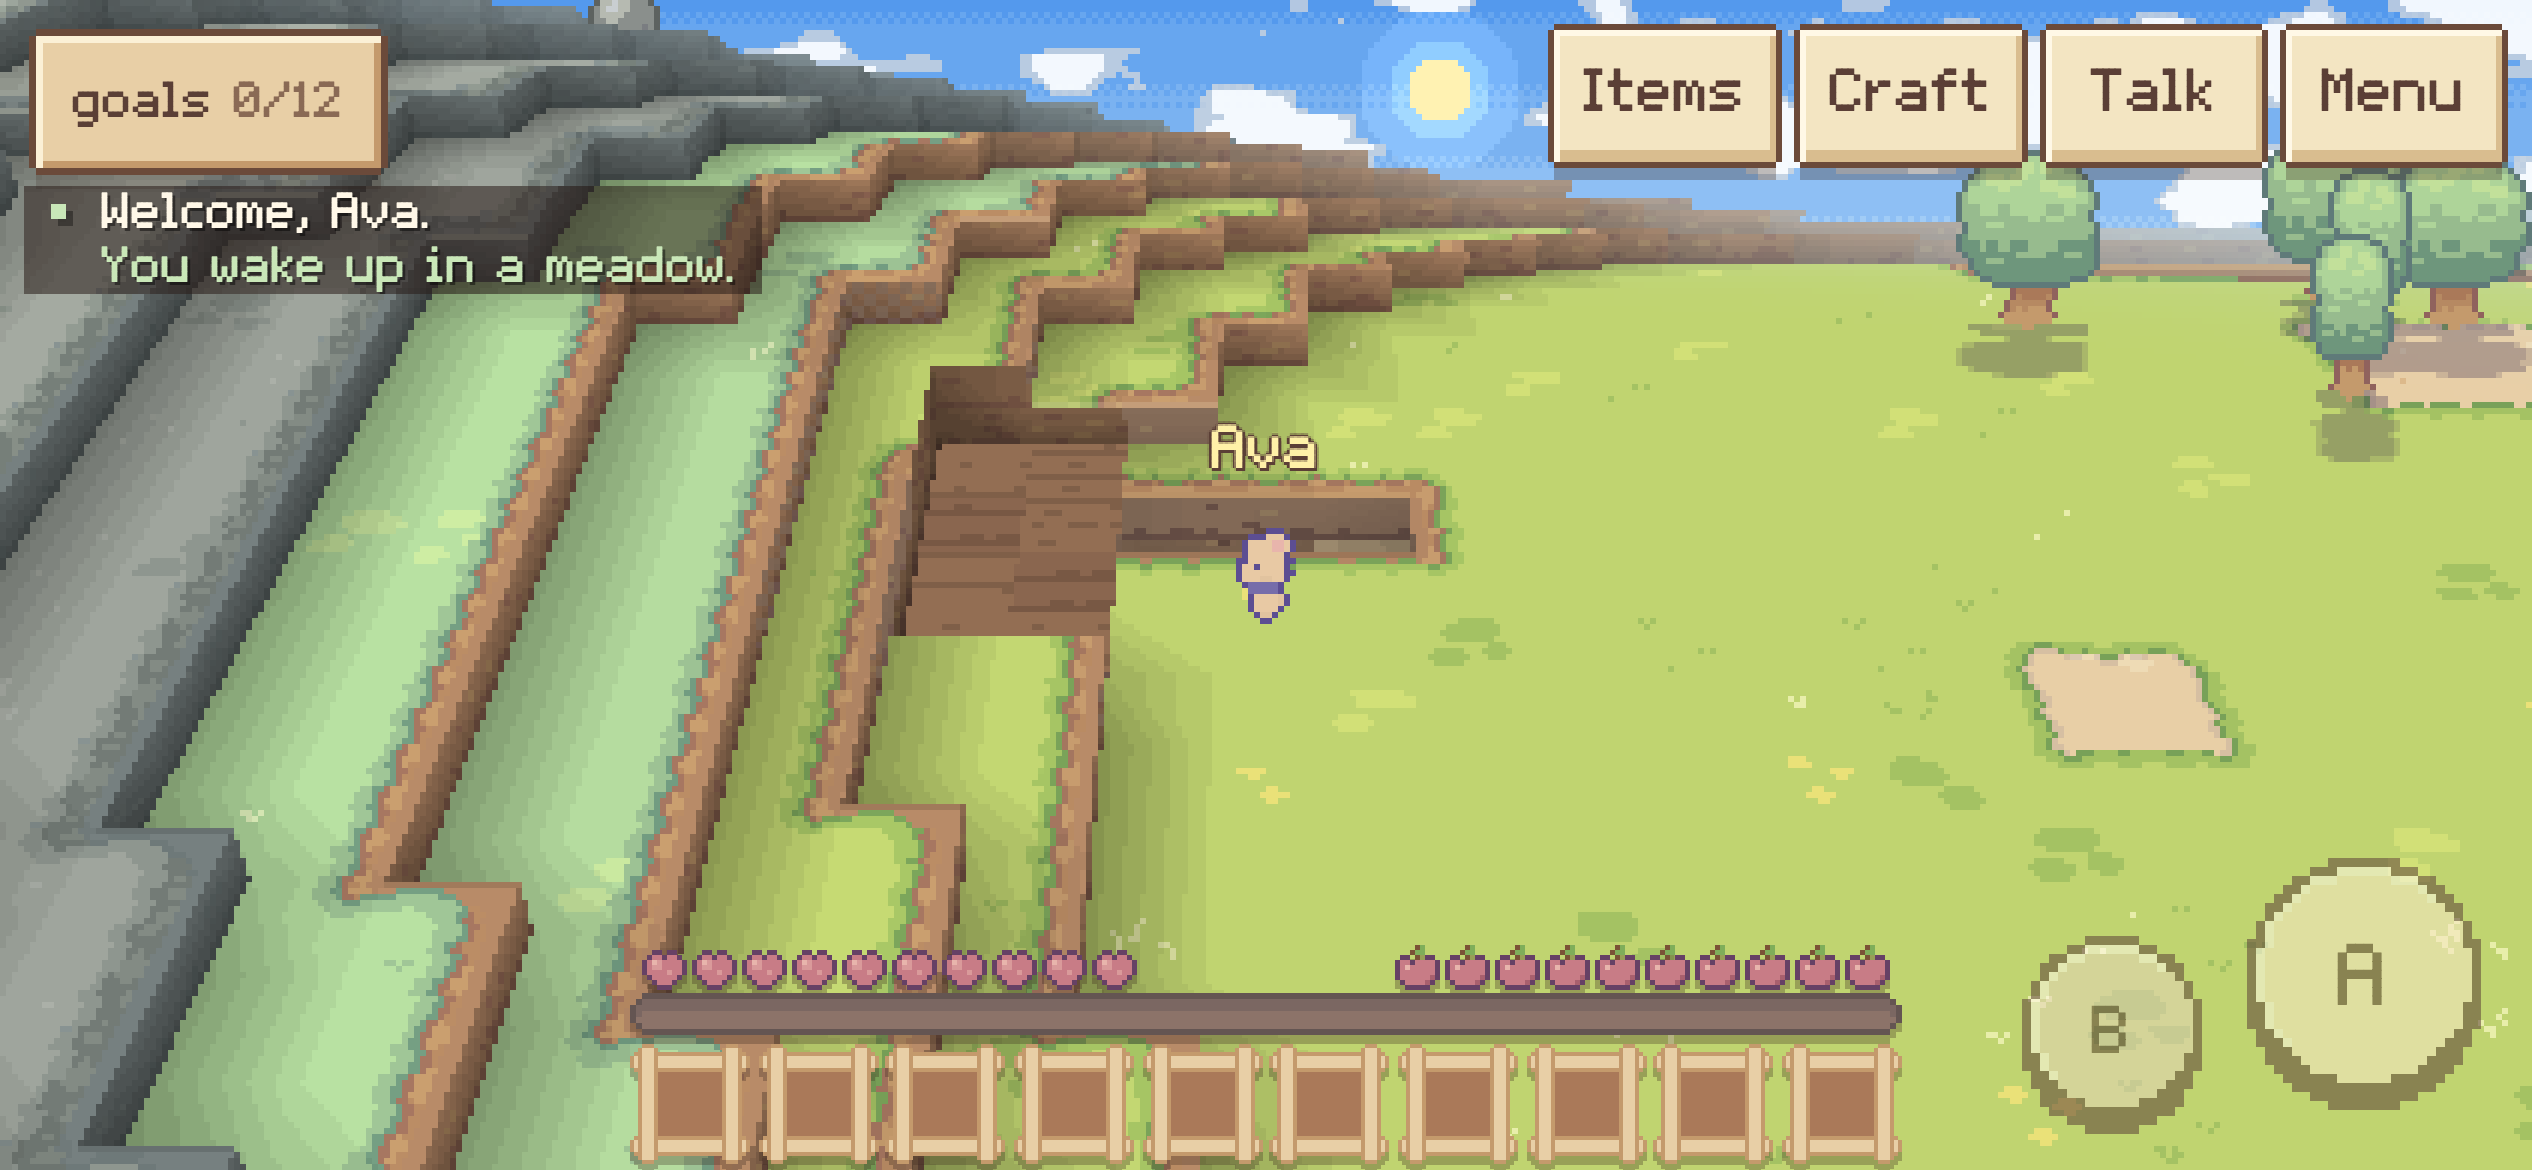 goals 0/12
Items
Craft
Talk
Menu
Welcome, Ava.
You wake up in a meadow.
Ava
A
B